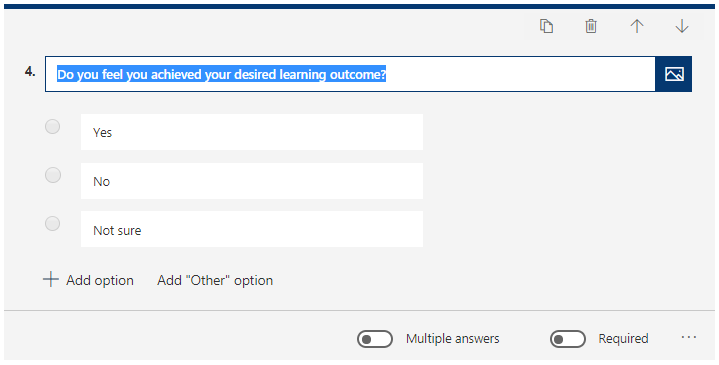 4. Do you feel you achieved your desired learning outcome?
Yes
No
Not sure
Add option Add "Other" option
Multiple answers Required